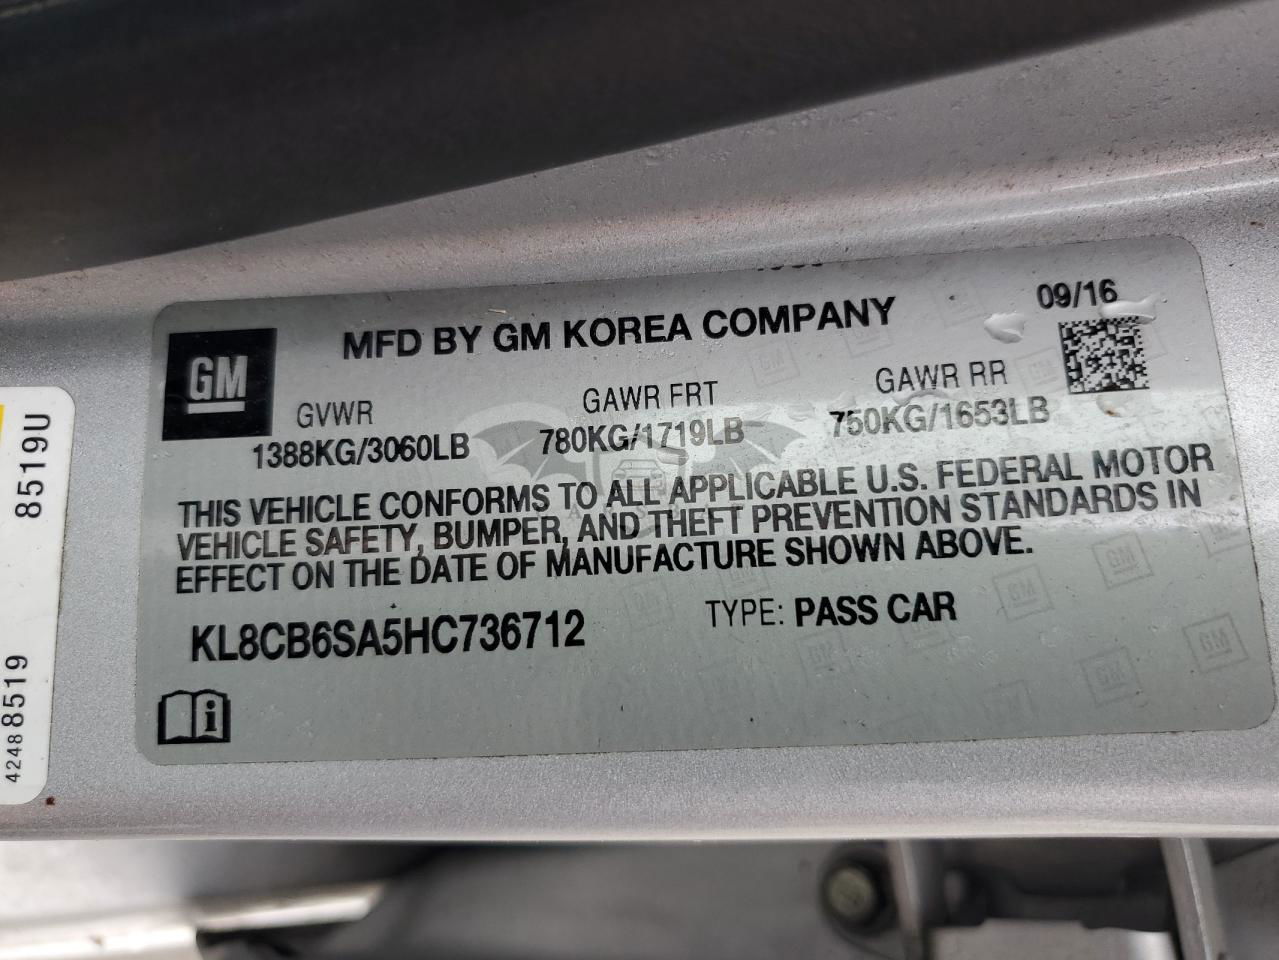 09/16
GM
MFD BY GM KOREA COMPANY
GVWR
GAWR FRT
GAWR RR
1388KG/3060LB
780KG/1719LB
750KG/1653LB
THIS VEHICLE CONFORMS TO ALL APPLICABLE U.S. FEDERAL MOTOR
VEHICLE SAFETY, BUMPER, AND THEFT PREVENTION STANDARDS IN
EFFECT ON THE DATE OF MANUFACTURE SHOWN ABOVE.
KL8CB6SA5HC736712
TYPE: PASS CAR
8519U
42488519